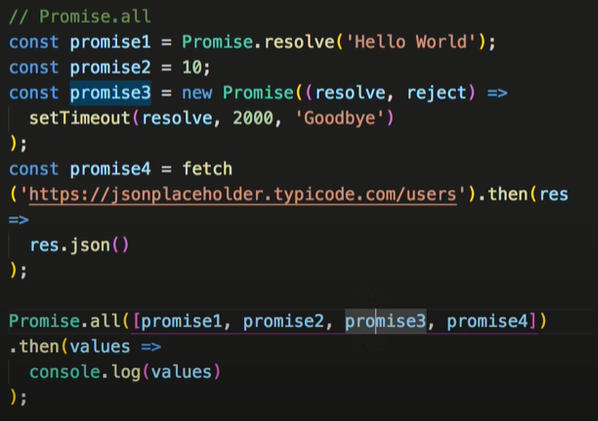 // Promise.all
const promise1 = Promise.resolve('Hello World');
const promise2 = 10;
const promise3 = new Promise((resolve, reject) =>
  setTimeout(resolve, 2000, 'Goodbye')
);
const promise4 = fetch
('https://jsonplaceholder.typicode.com/users').then(res
=>
  res.json()
);

Promise.all([promise1, promise2, promise3, promise4])
.then(values =>
  console.log(values)
);